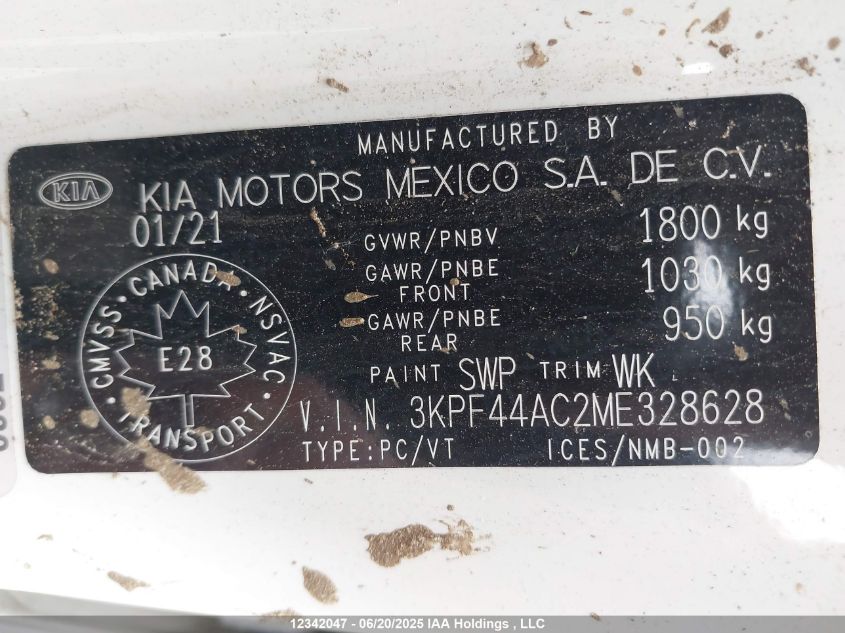 MANUFACTURED BY
KIA
KIA MOTORS MEXICO S.A. DE C.V.
01/21
GVWR/PNBV 1800 kg
GAWR/PNBE 1030 kg
FRONT
GAWR/PNBE 950 kg
REAR
CMVSS · CANADA · NSVAC · TRANSPORT
E28
PAINT SWP TRIM WK
V.I.N. 3KPF44AC2ME328628
TYPE:PC/VT ICES/NMB-002
12342047 - 06/20/2025 IAA Holdings , LLC